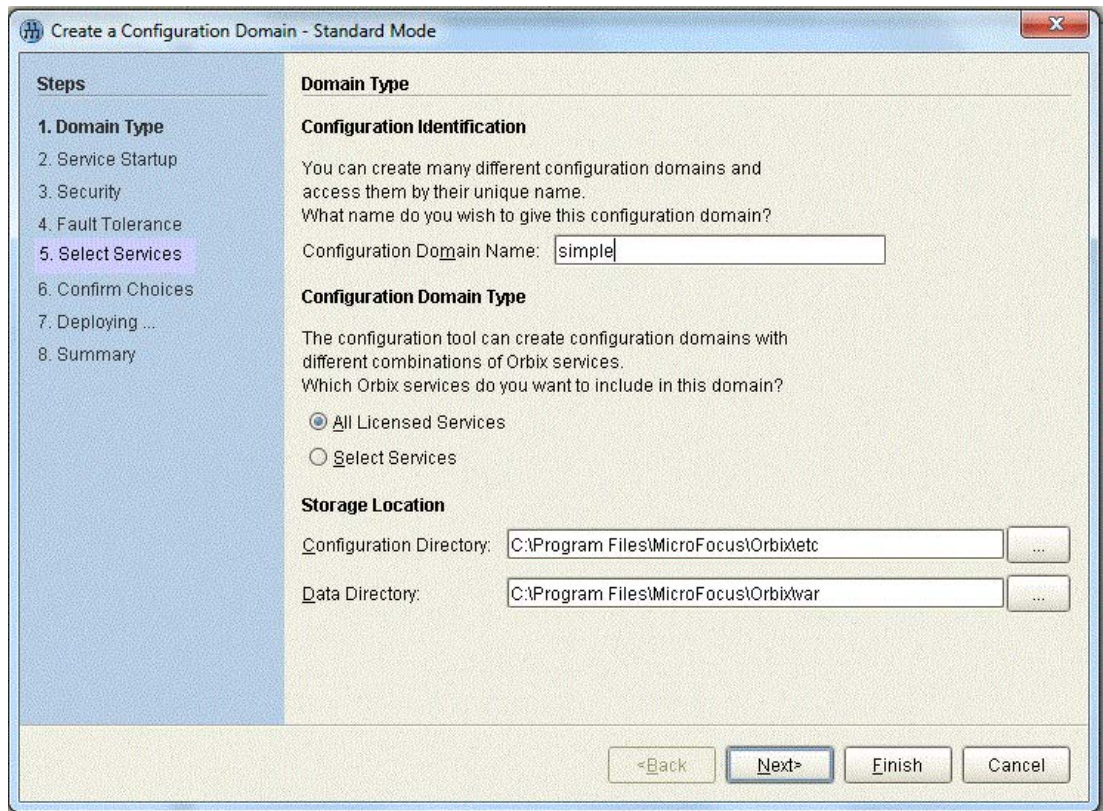 Create a Configuration Domain - Standard Mode
Steps
1. Domain Type
2. Service Startup
3. Security
4. Fault Tolerance
5. Select Services
6. Confirm Choices
7. Deploying ...
8. Summary
Domain Type
Configuration Identification
You can create many different configuration domains and
access them by their unique name.
What name do you wish to give this configuration domain?
Configuration Domain Name: simple
Configuration Domain Type
The configuration tool can create configuration domains with
different combinations of Orbix services.
Which Orbix services do you want to include in this domain?
All Licensed Services
Select Services
Storage Location
Configuration Directory: C:\Program Files\MicroFocus\Orbix\etc ...
Data Directory: C:\Program Files\MicroFocus\Orbix\var ...
<Back Next> Finish Cancel